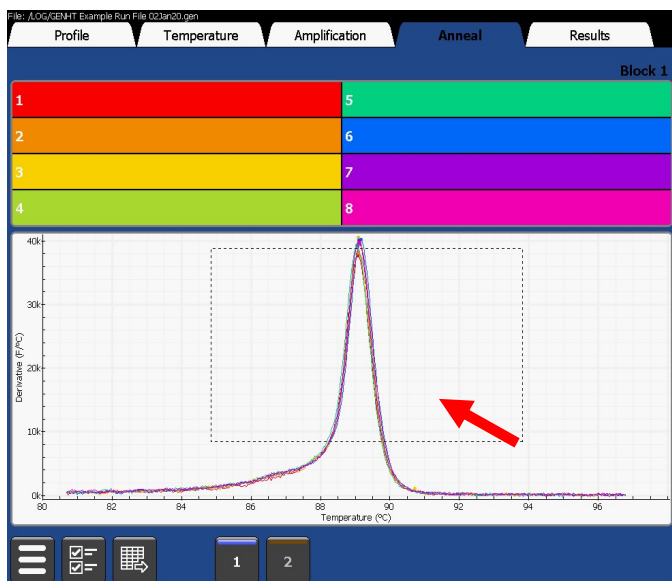 File: /LOG/GENHT Example Run File 02Jan20.gen
Profile Temperature Amplification Anneal Results
Block 1
1 5
2 6
3 7
4 8
40k
30k
20k
10k
0k
Derivative (F/ºC)
80 82 84 86 88 90 92 94 96
Temperature (ºC)
1 2